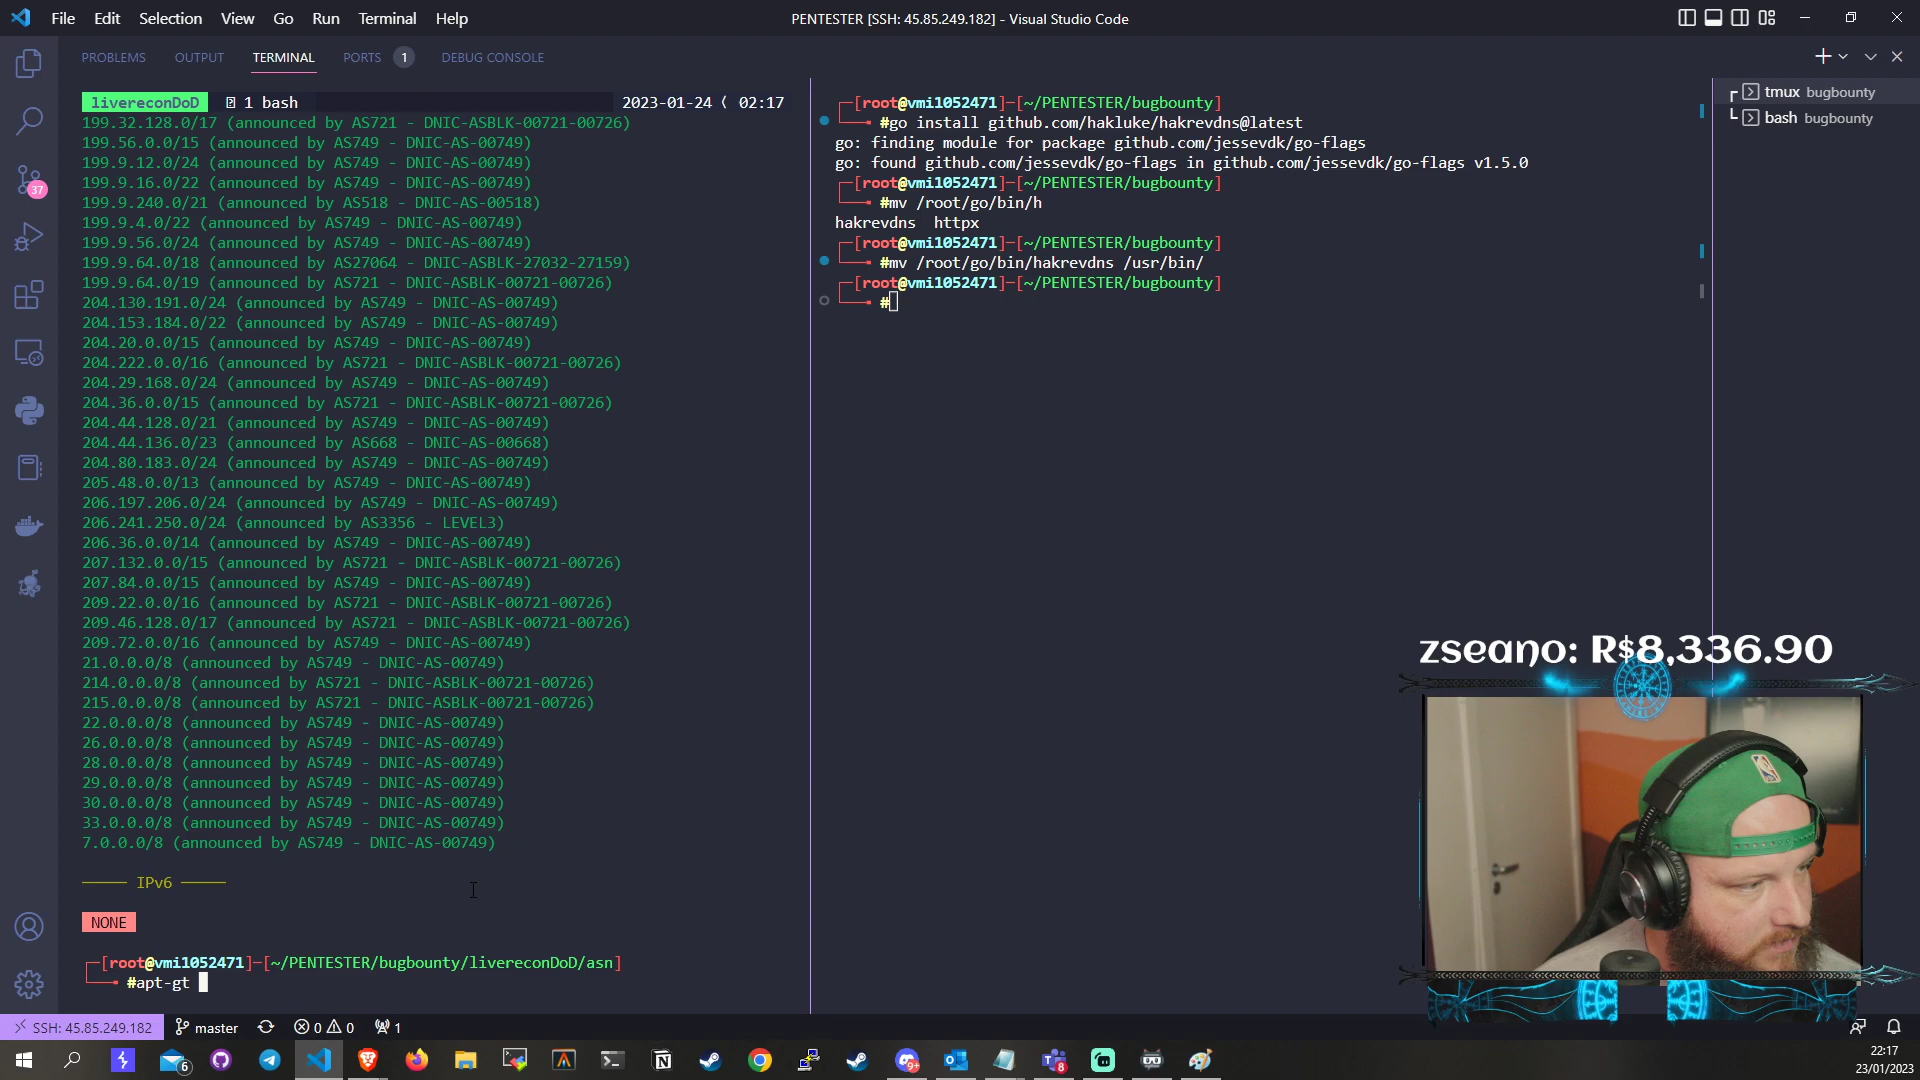 File Edit Selection View Go Run Terminal Help
PENTESTER [SSH: 45.85.249.182] - Visual Studio Code
PROBLEMS OUTPUT TERMINAL PORTS 1 DEBUG CONSOLE
livereconDoD 1 bash 2023-01-24 ⟨ 02:17
199.32.128.0/17 (announced by AS721 - DNIC-ASBLK-00721-00726)
199.56.0.0/15 (announced by AS749 - DNIC-AS-00749)
199.9.12.0/24 (announced by AS749 - DNIC-AS-00749)
199.9.16.0/22 (announced by AS749 - DNIC-AS-00749)
199.9.240.0/21 (announced by AS518 - DNIC-AS-00518)
199.9.4.0/22 (announced by AS749 - DNIC-AS-00749)
199.9.56.0/24 (announced by AS749 - DNIC-AS-00749)
199.9.64.0/18 (announced by AS27064 - DNIC-ASBLK-27032-27159)
199.9.64.0/19 (announced by AS721 - DNIC-ASBLK-00721-00726)
204.130.191.0/24 (announced by AS749 - DNIC-AS-00749)
204.153.184.0/22 (announced by AS749 - DNIC-AS-00749)
204.20.0.0/15 (announced by AS749 - DNIC-AS-00749)
204.222.0.0/16 (announced by AS721 - DNIC-ASBLK-00721-00726)
204.29.168.0/24 (announced by AS749 - DNIC-AS-00749)
204.36.0.0/15 (announced by AS721 - DNIC-ASBLK-00721-00726)
204.44.128.0/21 (announced by AS749 - DNIC-AS-00749)
204.44.136.0/23 (announced by AS668 - DNIC-AS-00668)
204.80.183.0/24 (announced by AS749 - DNIC-AS-00749)
205.48.0.0/13 (announced by AS749 - DNIC-AS-00749)
206.197.206.0/24 (announced by AS749 - DNIC-AS-00749)
206.241.250.0/24 (announced by AS3356 - LEVEL3)
206.36.0.0/14 (announced by AS749 - DNIC-AS-00749)
207.132.0.0/15 (announced by AS721 - DNIC-ASBLK-00721-00726)
207.84.0.0/15 (announced by AS749 - DNIC-AS-00749)
209.22.0.0/16 (announced by AS721 - DNIC-ASBLK-00721-00726)
209.46.128.0/17 (announced by AS721 - DNIC-ASBLK-00721-00726)
209.72.0.0/16 (announced by AS749 - DNIC-AS-00749)
21.0.0.0/8 (announced by AS749 - DNIC-AS-00749)
214.0.0.0/8 (announced by AS721 - DNIC-ASBLK-00721-00726)
215.0.0.0/8 (announced by AS721 - DNIC-ASBLK-00721-00726)
22.0.0.0/8 (announced by AS749 - DNIC-AS-00749)
26.0.0.0/8 (announced by AS749 - DNIC-AS-00749)
28.0.0.0/8 (announced by AS749 - DNIC-AS-00749)
29.0.0.0/8 (announced by AS749 - DNIC-AS-00749)
30.0.0.0/8 (announced by AS749 - DNIC-AS-00749)
33.0.0.0/8 (announced by AS749 - DNIC-AS-00749)
7.0.0.0/8 (announced by AS749 - DNIC-AS-00749)
───── IPv6 ─────
NONE
┌─[root@vmi1052471]─[~/PENTESTER/bugbounty/livereconDoD/asn]
└──╼ #apt-gt
┌─[root@vmi1052471]─[~/PENTESTER/bugbounty]
└──╼ #go install github.com/hakluke/hakrevdns@latest
go: finding module for package github.com/jessevdk/go-flags
go: found github.com/jessevdk/go-flags in github.com/jessevdk/go-flags v1.5.0
┌─[root@vmi1052471]─[~/PENTESTER/bugbounty]
└──╼ #mv /root/go/bin/h
hakrevdns httpx
┌─[root@vmi1052471]─[~/PENTESTER/bugbounty]
└──╼ #mv /root/go/bin/hakrevdns /usr/bin/
┌─[root@vmi1052471]─[~/PENTESTER/bugbounty]
└──╼ #
tmux bugbounty
bash bugbounty
37
zseano: R$8,336.90
SSH: 45.85.249.182 master 0 0 1
6
9+
8
22:17
23/01/2023